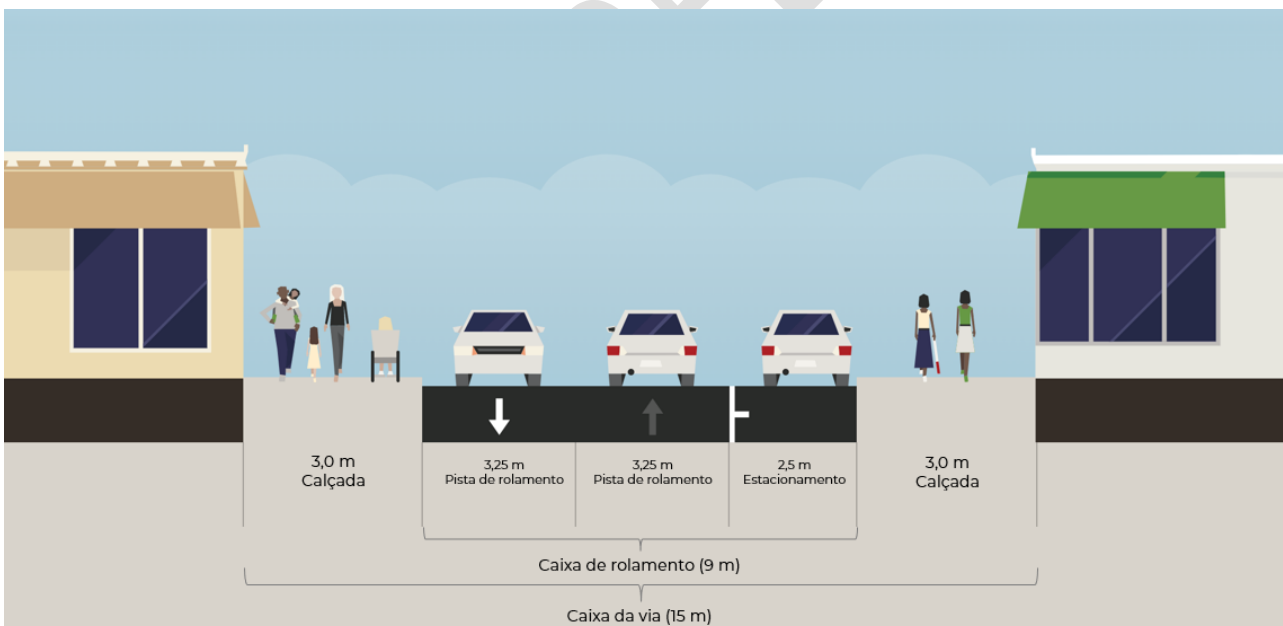 3,0 m
Calçada
3,25 m
Pista de rolamento
3,25 m
Pista de rolamento
2,5 m
Estacionamento
3,0 m
Calçada
Caixa de rolamento (9 m)
Caixa da via (15 m)